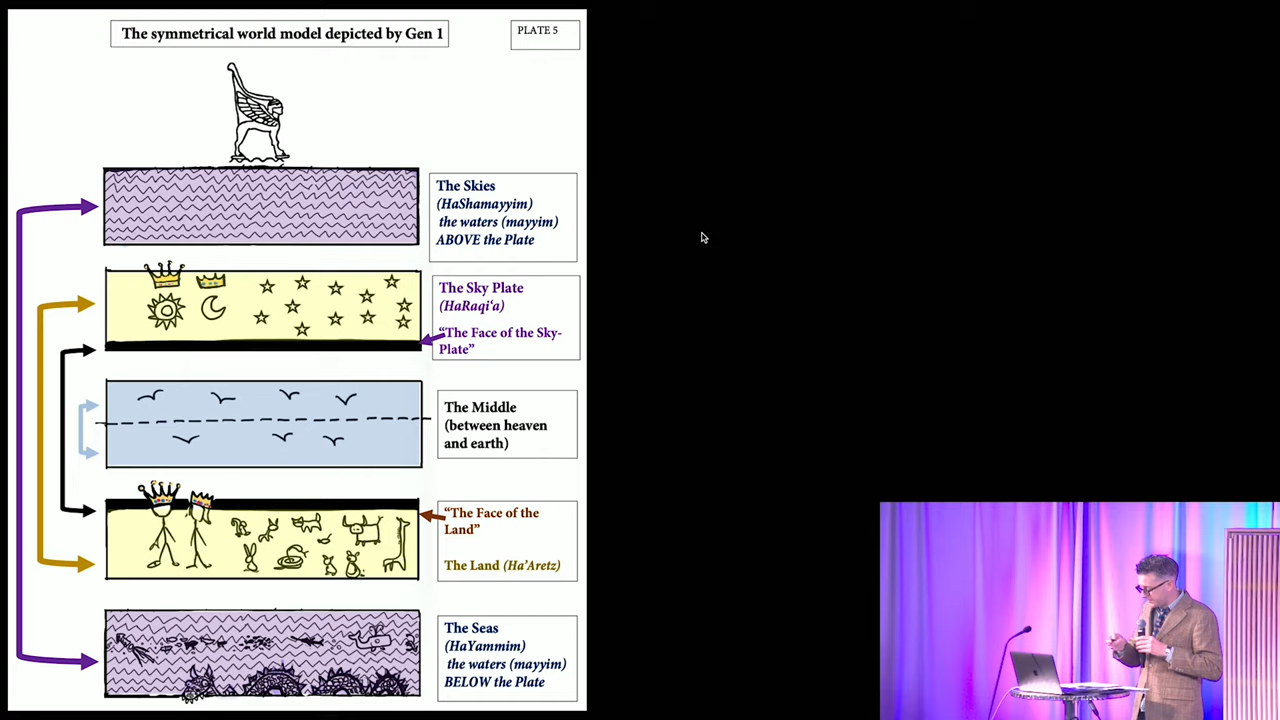 The symmetrical world model depicted by Gen 1
PLATE 5
The Skies
(HaShamayyim)
the waters (mayyim)
ABOVE the Plate
The Sky Plate
(HaRaqi‘a)
“The Face of the Sky-
Plate”
The Middle
(between heaven
and earth)
“The Face of the
Land”
The Land (Ha’Aretz)
The Seas
(HaYammim)
the waters (mayyim)
BELOW the Plate